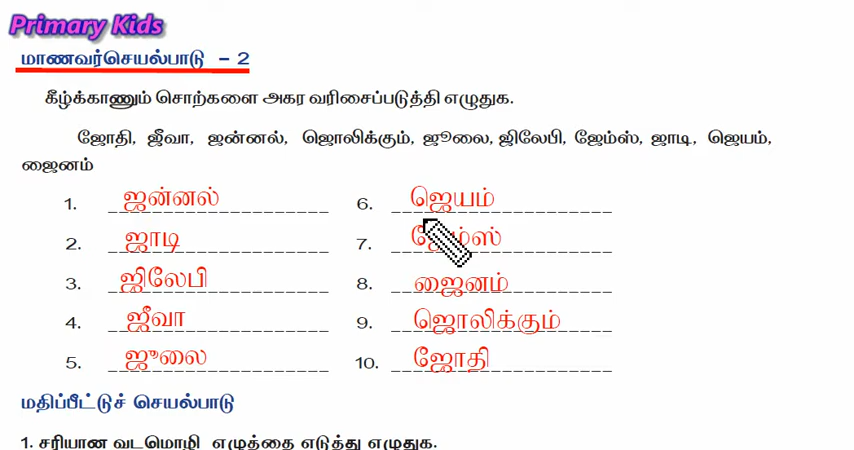 Primary Kids
மாணவர்செயல்பாடு - 2
கீழ்க்காணும் சொற்களை அகர வரிசைப்படுத்தி எழுதுக.
ஜோதி, ஜீவா, ஜன்னல், ஜொலிக்கும், ஜூலை, ஜிலேபி, ஜேம்ஸ், ஜாடி, ஜெயம்,
ஜைனம்
1. ஜன்னல் 6. ஜெயம்
2. ஜாடி 7. ஜேம்ஸ்
3. ஜிலேபி 8. ஜைனம்
4. ஜீவா 9. ஜொலிக்கும்
5. ஜுலை 10. ஜோதி
மதிப்பீட்டுச் செயல்பாடு
1. சரியான வடமொழி எழுத்தை எடுத்து எழுதுக.